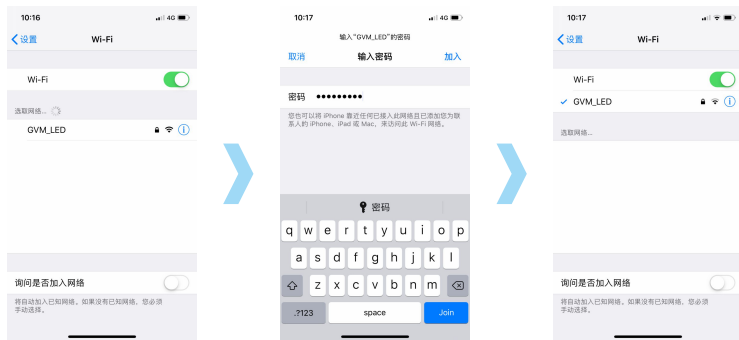 10:16
4G
设置
Wi-Fi
Wi-Fi
选取网络...
GVM_LED
询问是否加入网络
将自动加入已知网络。如果没有已知网络，您必须
手动选择。
10:17
4G
输入“GVM_LED”的密码
取消
输入密码
加入
密码 ●●●●●●●●●
您也可以将 iPhone 靠近任何已接入此网络且已添加您为联
系人的 iPhone、iPad 或 Mac，来访问此 Wi-Fi 网络。
密码
q w e r t y u i o p
a s d f g h j k l
z x c v b n m
.?123 space Join
10:17
设置
Wi-Fi
Wi-Fi
GVM_LED
选取网络...
询问是否加入网络
将自动加入已知网络。如果没有已知网络，您必须
手动选择。